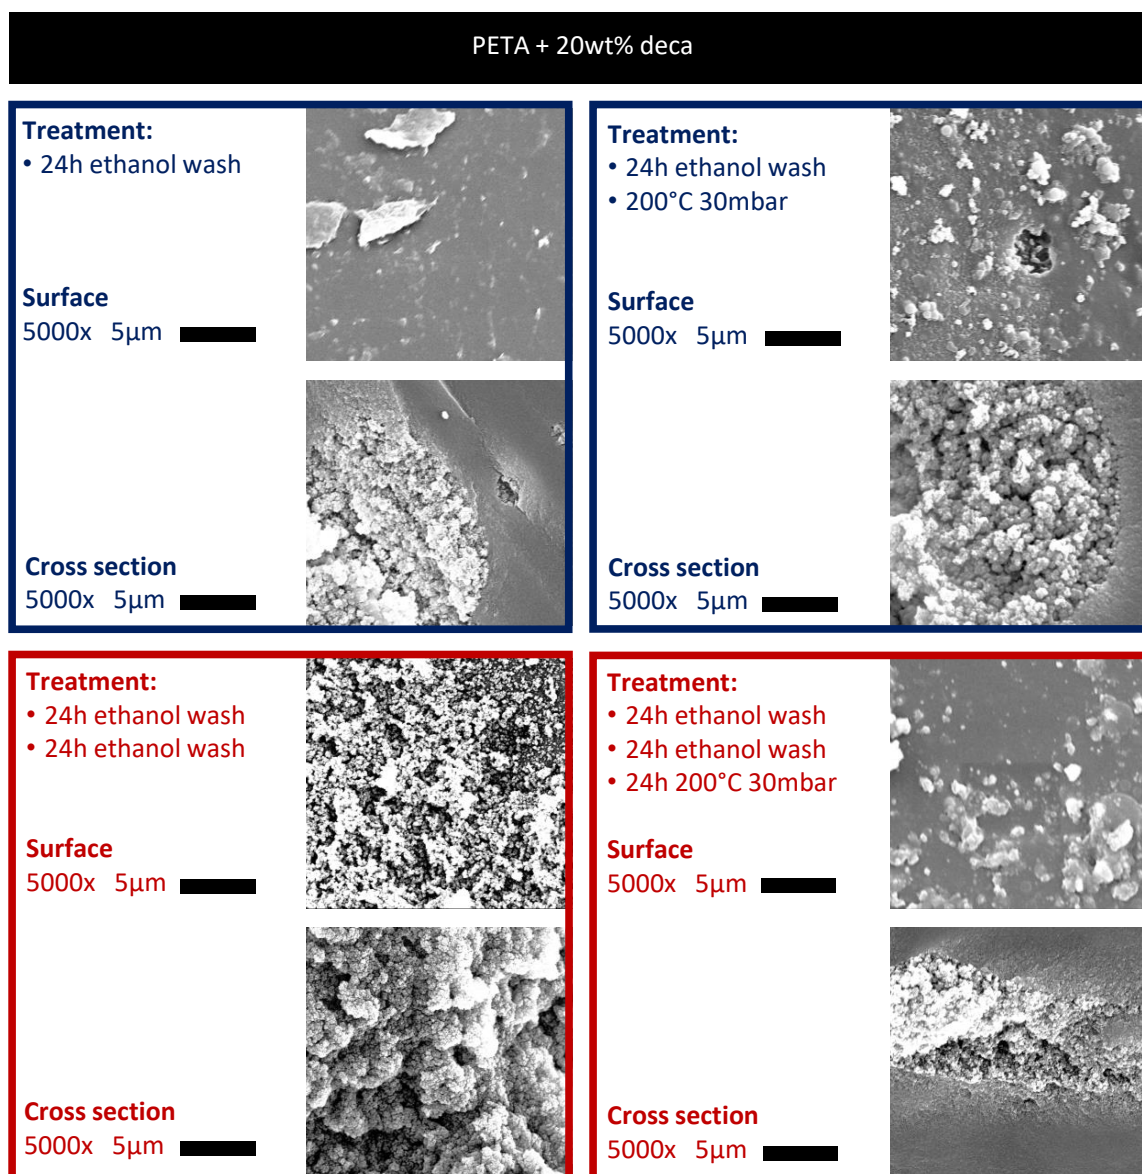 PETA + 20wt% deca
Treatment:
• 24h ethanol wash
Surface
5000x 5µm
Cross section
5000x 5µm
Treatment:
• 24h ethanol wash
• 200°C 30mbar
Surface
5000x 5µm
Cross section
5000x 5µm
Treatment:
• 24h ethanol wash
• 24h ethanol wash
Surface
5000x 5µm
Cross section
5000x 5µm
Treatment:
• 24h ethanol wash
• 24h ethanol wash
• 24h 200°C 30mbar
Surface
5000x 5µm
Cross section
5000x 5µm